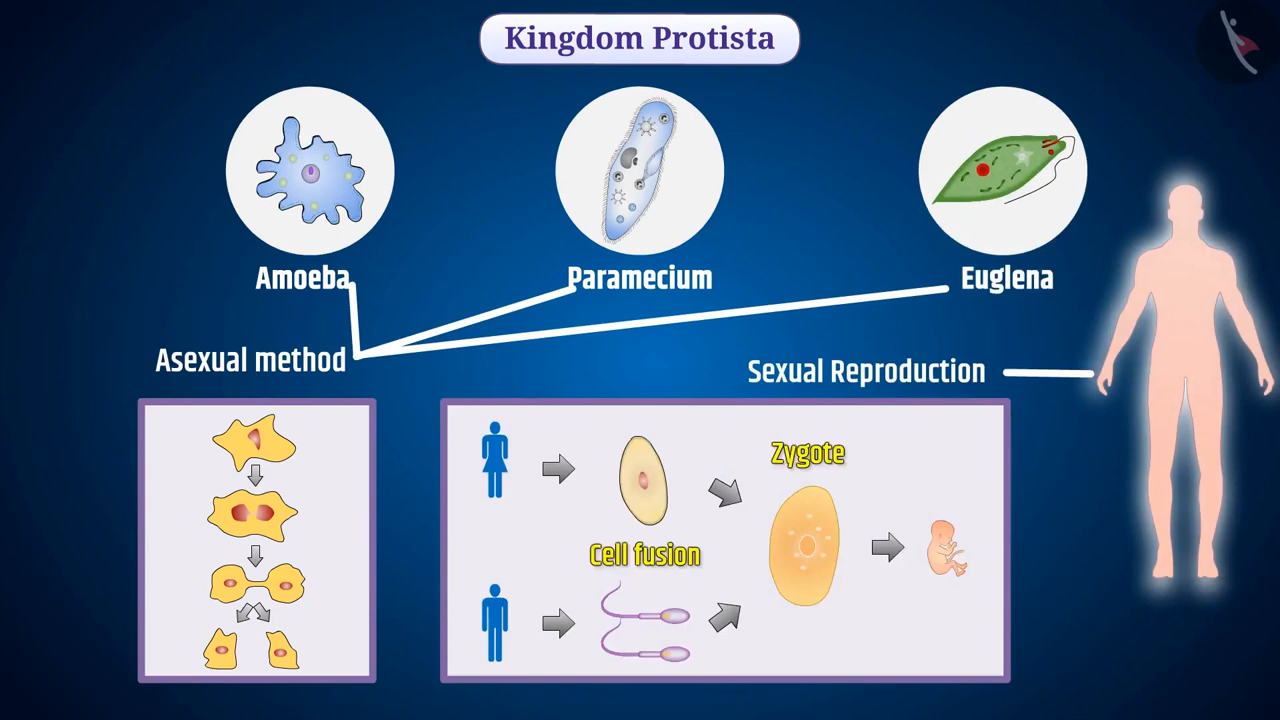 Kingdom Protista
Amoeba
Paramecium
Euglena
Asexual method
Sexual Reproduction
Zygote
Cell fusion